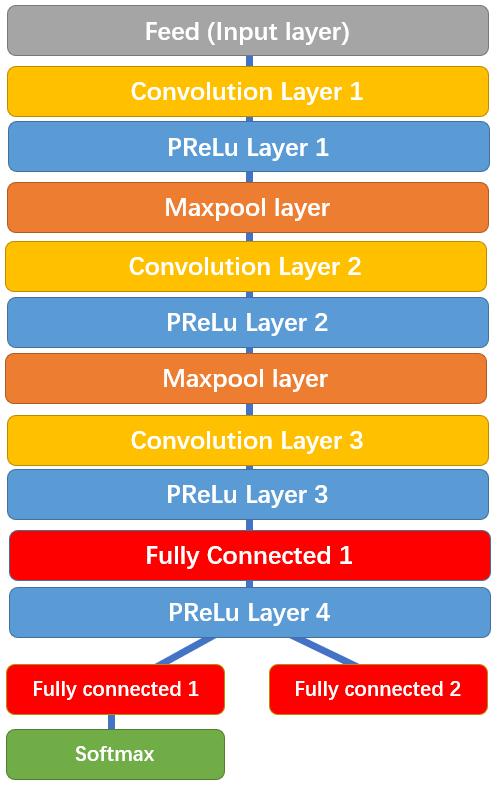 Feed (Input layer)
Convolution Layer 1
PReLu Layer 1
Maxpool layer
Convolution Layer 2
PReLu Layer 2
Maxpool layer
Convolution Layer 3
PReLu Layer 3
Fully Connected 1
PReLu Layer 4
Fully connected 1
Fully connected 2
Softmax